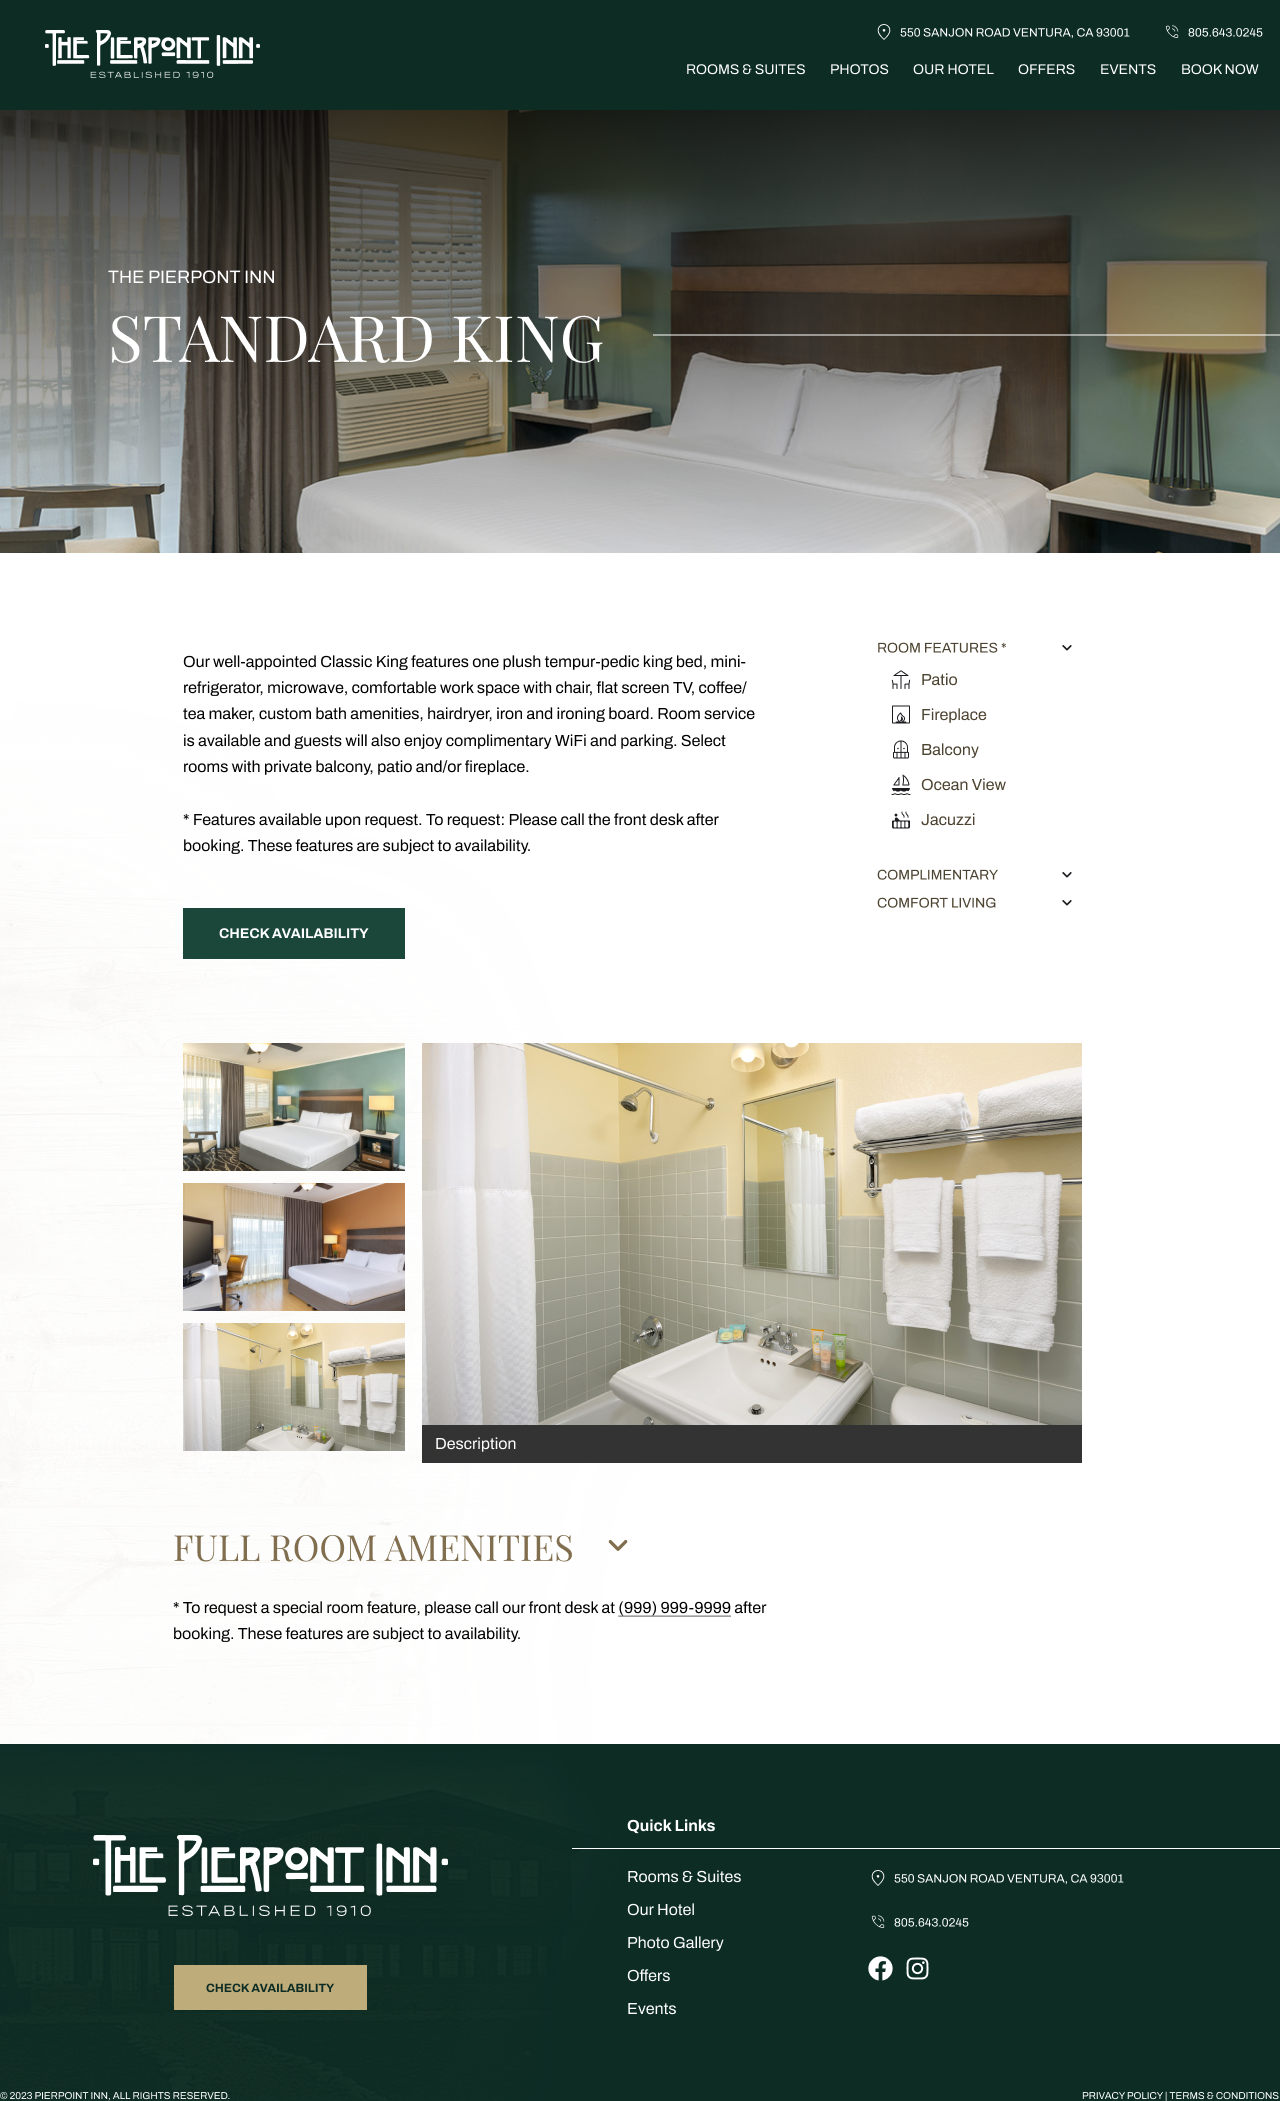 THE PIERPONT INN
ESTABLISHED 1910
550 SANJON ROAD VENTURA, CA 93001
805.643.0245
ROOMS & SUITES
PHOTOS
OUR HOTEL
OFFERS
EVENTS
BOOK NOW
THE PIERPONT INN
STANDARD KING
Our well-appointed Classic King features one plush tempur-pedic king bed, mini-
refrigerator, microwave, comfortable work space with chair, flat screen TV, coffee/
tea maker, custom bath amenities, hairdryer, iron and ironing board. Room service
is available and guests will also enjoy complimentary WiFi and parking. Select
rooms with private balcony, patio and/or fireplace.
* Features available upon request. To request: Please call the front desk after
booking. These features are subject to availability.
CHECK AVAILABILITY
ROOM FEATURES *
Patio
Fireplace
Balcony
Ocean View
Jacuzzi
COMPLIMENTARY
COMFORT LIVING
Description
FULL ROOM AMENITIES
* To request a special room feature, please call our front desk at (999) 999-9999 after
booking. These features are subject to availability.
THE PIERPONT INN
ESTABLISHED 1910
CHECK AVAILABILITY
Quick Links
Rooms & Suites
Our Hotel
Photo Gallery
Offers
Events
550 SANJON ROAD VENTURA, CA 93001
805.643.0245
© 2023 PIERPOINT INN, ALL RIGHTS RESERVED.
PRIVACY POLICY | TERMS & CONDITIONS